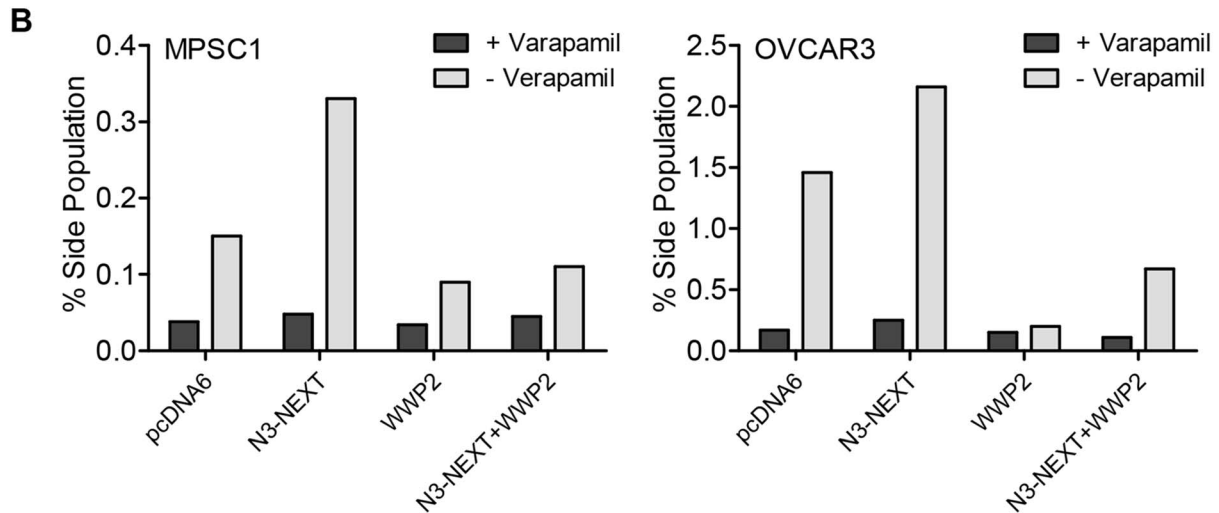 B
MPSC1
+ Varapamil
- Verapamil
% Side Population
0.4
0.3
0.2
0.1
0.0
pcDNA6
N3-NEXT
WWP2
N3-NEXT+WWP2
OVCAR3
+ Varapamil
- Verapamil
% Side Population
2.5
2.0
1.5
1.0
0.5
0.0
pcDNA6
N3-NEXT
WWP2
N3-NEXT+WWP2